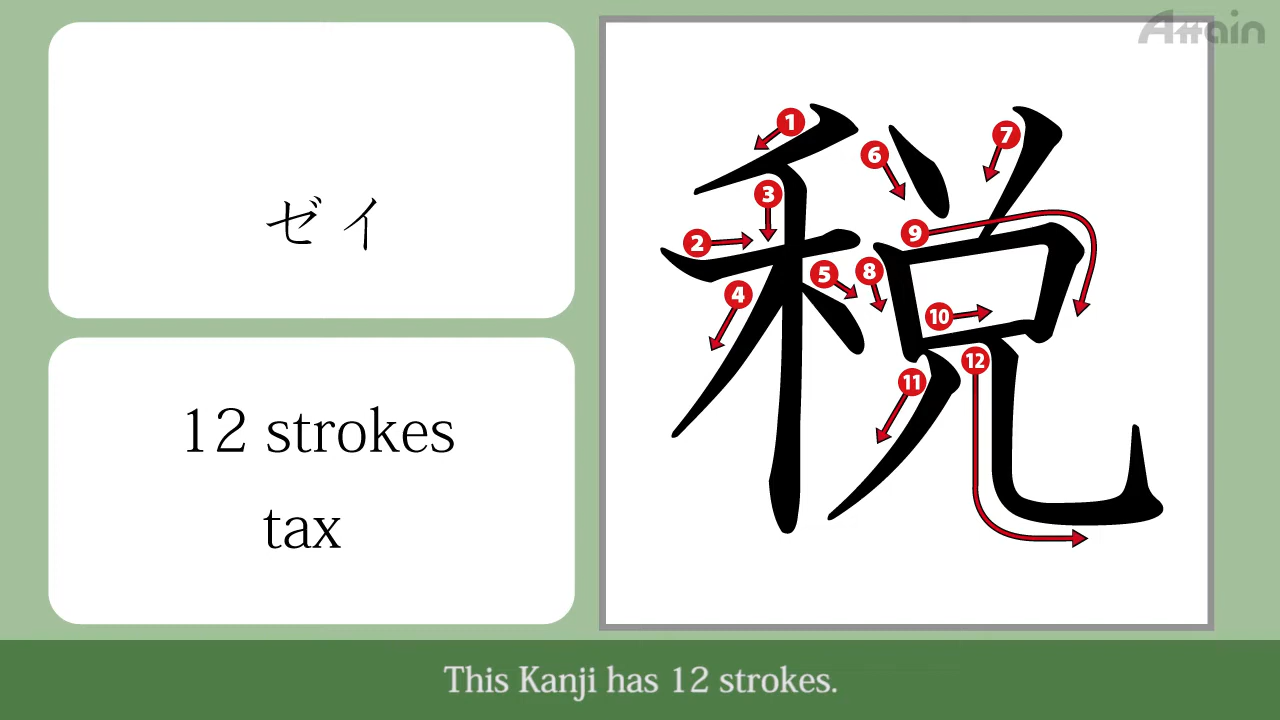 Attain
ゼイ
12 strokes
tax
税
1
2
3
4
5
6
7
8
9
10
11
12
This Kanji has 12 strokes.